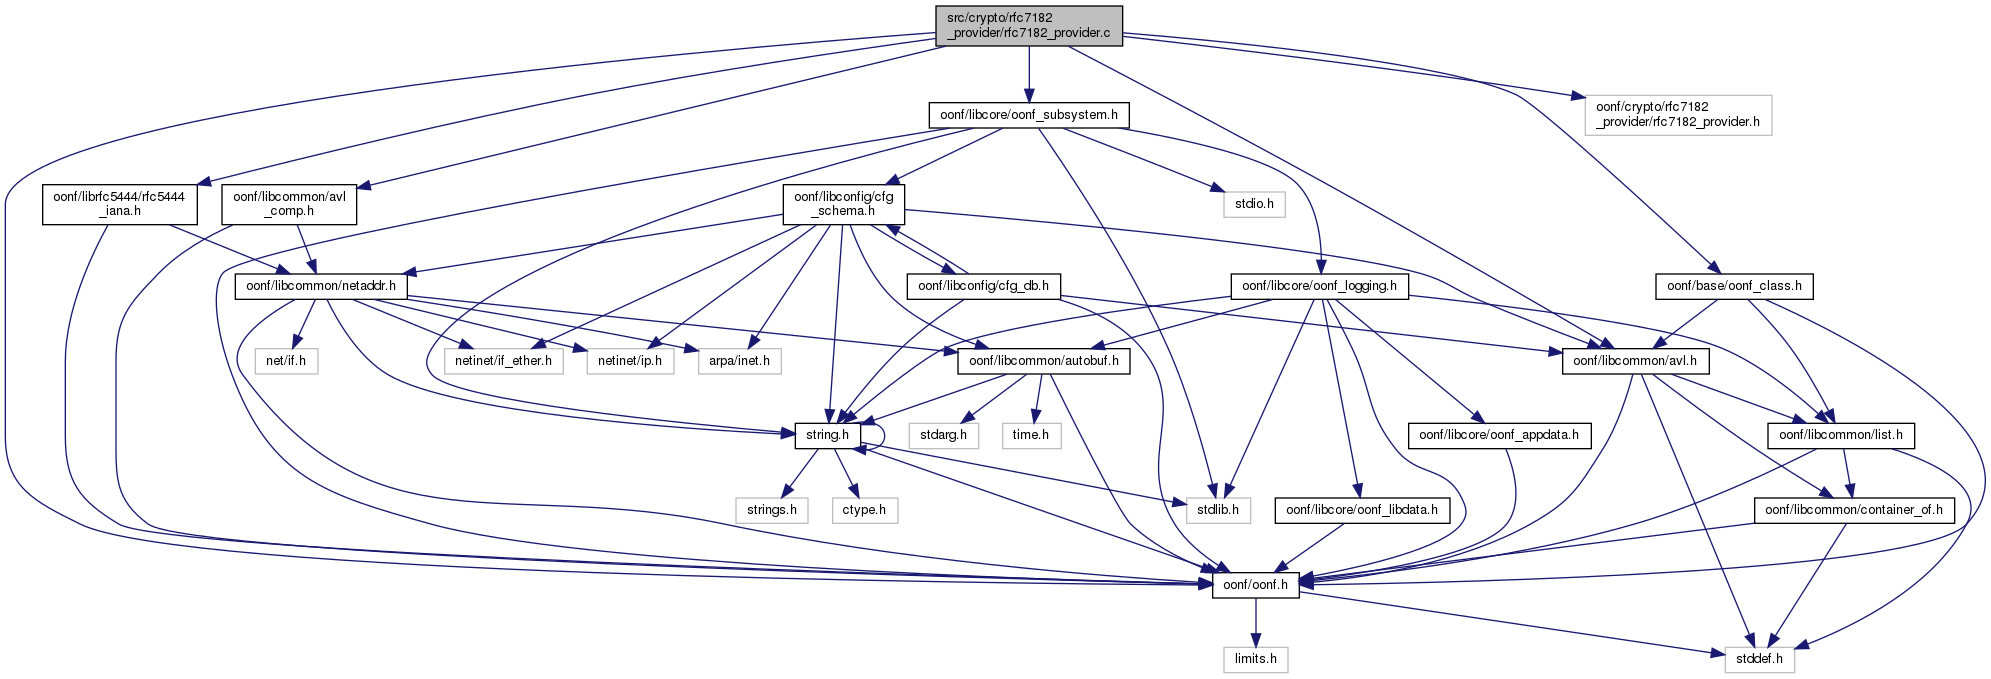 src/crypto/rfc7182
_provider/rfc7182_provider.c
oonf/libcore/oonf_subsystem.h
oonf/crypto/rfc7182
_provider/rfc7182_provider.h
oonf/librfc5444/rfc5444
_iana.h
oonf/libcommon/avl
_comp.h
oonf/libconfig/cfg
_schema.h
stdio.h
oonf/libcommon/netaddr.h
oonf/libconfig/cfg_db.h
oonf/libcore/oonf_logging.h
oonf/base/oonf_class.h
net/if.h
netinet/if_ether.h
netinet/ip.h
arpa/inet.h
oonf/libcommon/autobuf.h
oonf/libcommon/avl.h
string.h
stdarg.h
time.h
oonf/libcore/oonf_appdata.h
oonf/libcommon/list.h
strings.h
ctype.h
stdlib.h
oonf/libcore/oonf_libdata.h
oonf/libcommon/container_of.h
oonf/oonf.h
limits.h
stddef.h